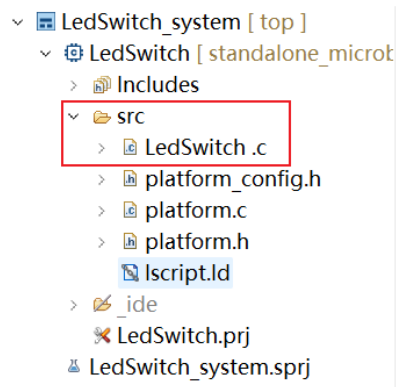 LedSwitch_system [ top ]
LedSwitch [ standalone_microb
Includes
src
LedSwitch .c
platform_config.h
platform.c
platform.h
lscript.ld
_ide
LedSwitch.prj
LedSwitch_system.sprj